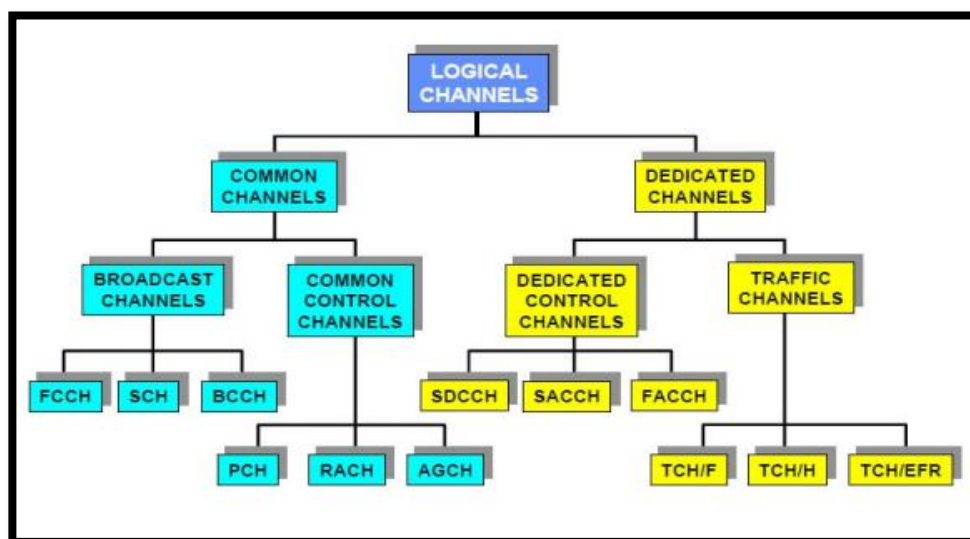 LOGICAL
CHANNELS
COMMON
CHANNELS
DEDICATED
CHANNELS
BROADCAST
CHANNELS
COMMON
CONTROL
CHANNELS
DEDICATED
CONTROL
CHANNELS
TRAFFIC
CHANNELS
FCCH
SCH
BCCH
SDCCH
SACCH
FACCH
PCH
RACH
AGCH
TCH/F
TCH/H
TCH/EFR